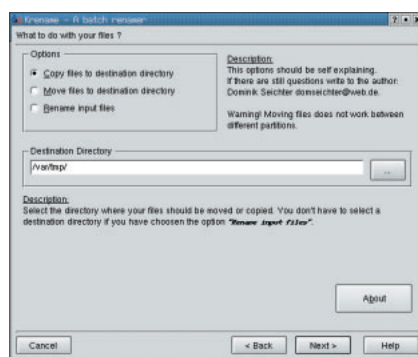 Krename - A batch renamer
What to do with your files ?
Options
Copy files to destination directory
Move files to destination directory
Rename input files
Description:
This options should be self explaining.
If there are still questions write to the author:
Dominik Seichter domseichter@web.de.
Warning! Moving files does not work between
different partitions.
Destination Directory
/var/tmp/
...
Description:
Select the directory where your files should be moved or copied. You don't have to select a
destination directory if you have choosen the option "Rename input files".
About
Cancel
< Back
Next >
Help